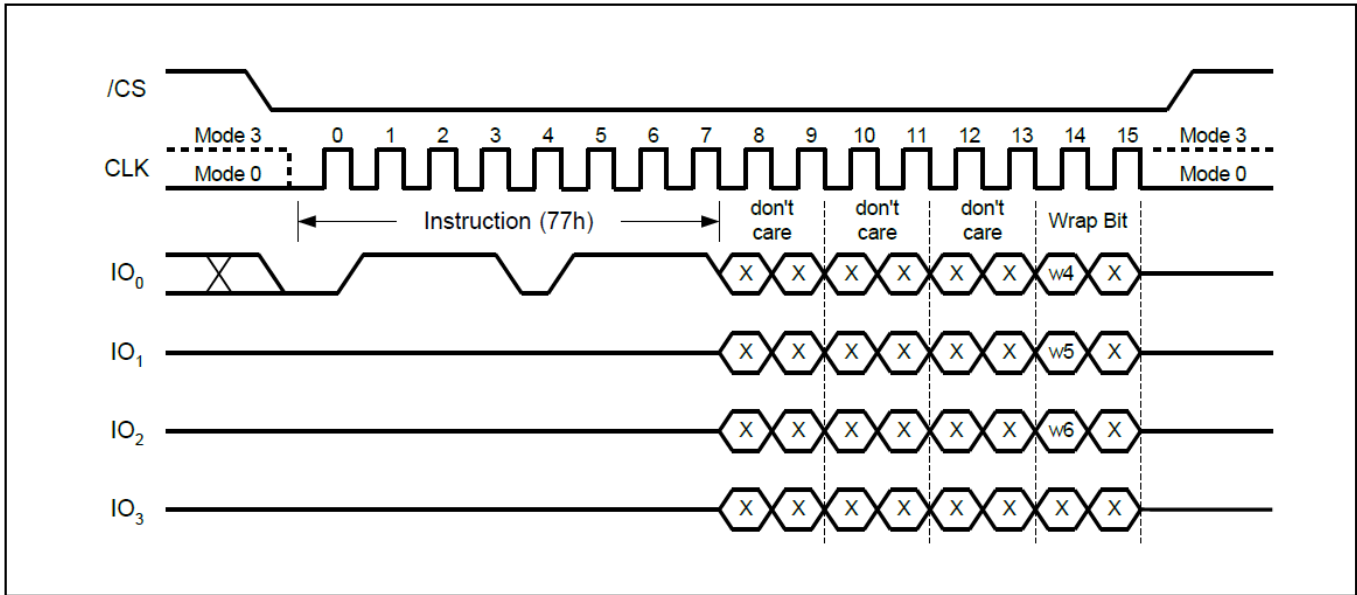 /CS
Mode 3 0 1 2 3 4 5 6 7 8 9 10 11 12 13 14 15 Mode 3
CLK
Mode 0 Mode 0
Instruction (77h)
don't care
don't care
don't care
Wrap Bit
IO0 X X X X X X w4 X
IO1 X X X X X X w5 X
IO2 X X X X X X w6 X
IO3 X X X X X X X X